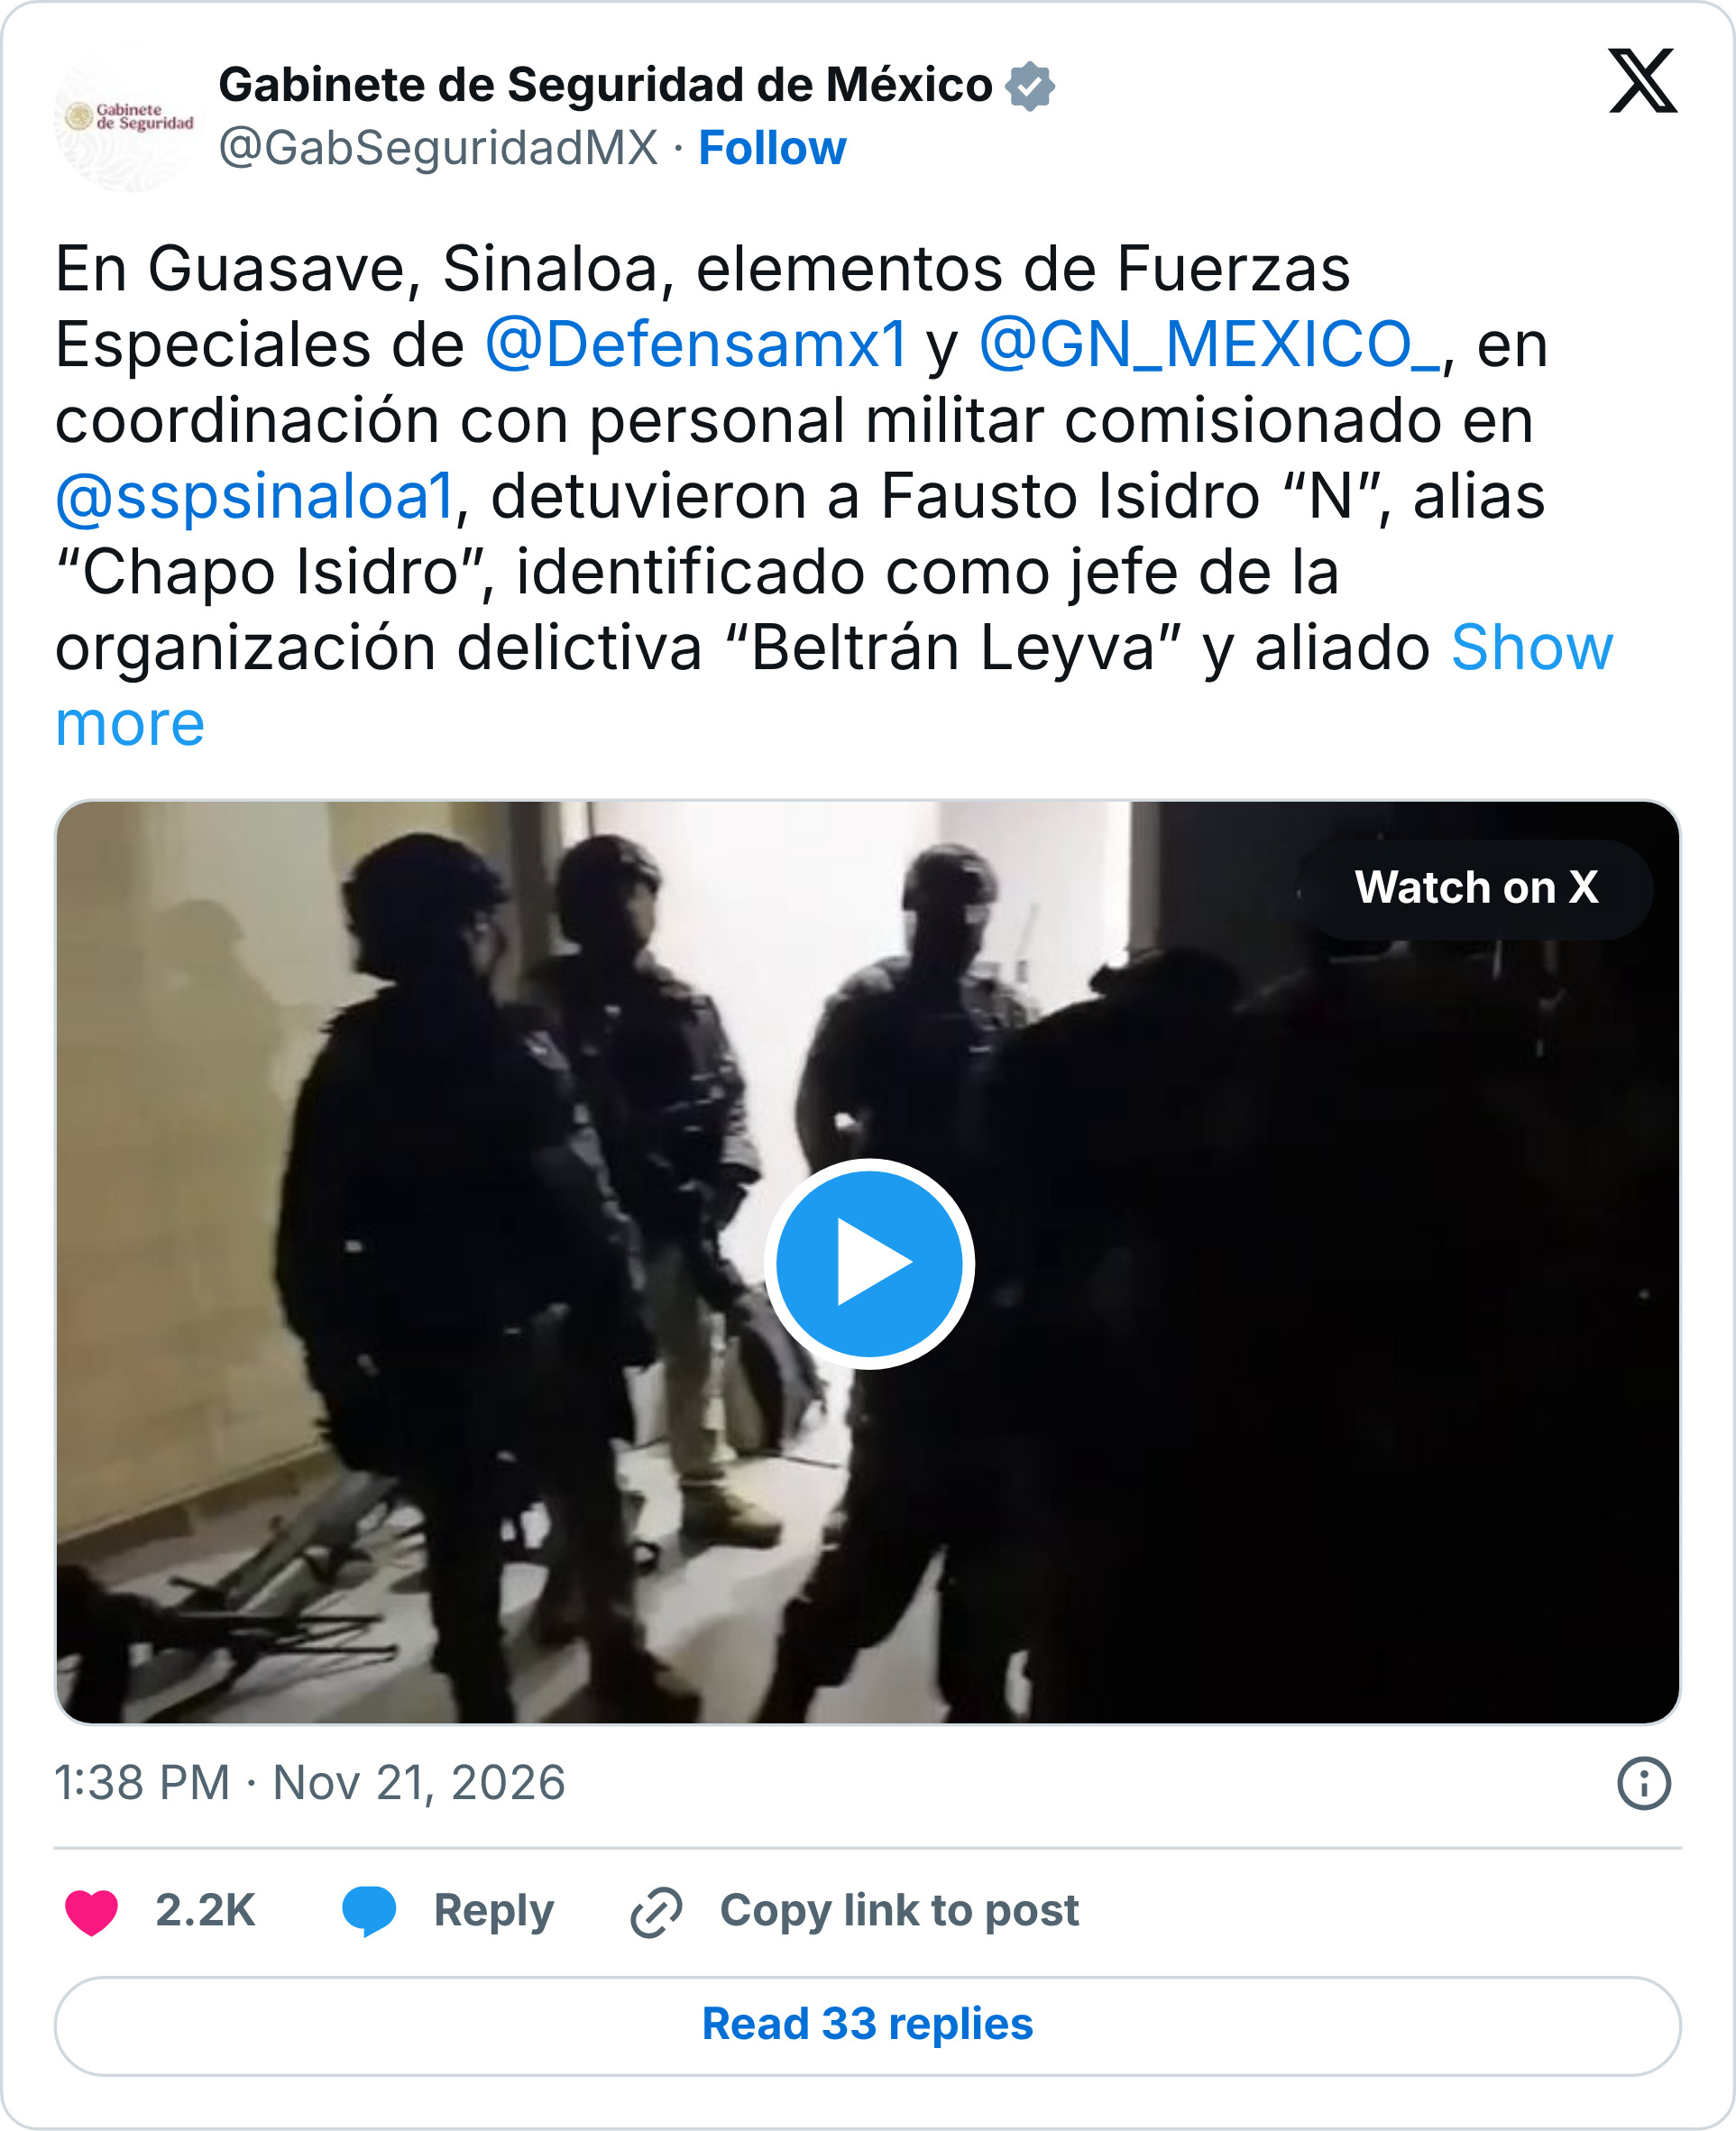 Gabinete
de Seguridad
Gabinete de Seguridad de México
@GabSeguridadMX · Follow
En Guasave, Sinaloa, elementos de Fuerzas
Especiales de @Defensamx1 y @GN_MEXICO_, en
coordinación con personal militar comisionado en
@sspsinaloa1, detuvieron a Fausto Isidro “N”, alias
“Chapo Isidro”, identificado como jefe de la
organización delictiva “Beltrán Leyva” y aliado Show
more
Watch on X
1:38 PM · Nov 21, 2026
2.2K Reply Copy link to post
Read 33 replies